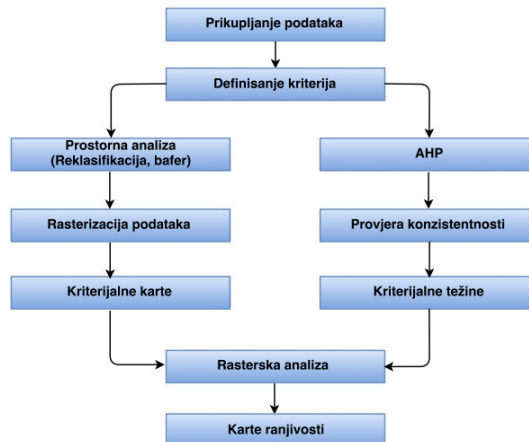 Prikupljanje podataka
Definisanje kriterija
Prostorna analiza
(Reklasifikacija, bafer)
AHP
Rasterizacija podataka
Provjera konzistentnosti
Kriterijalne karte
Kriterijalne težine
Rasterska analiza
Karte ranjivosti